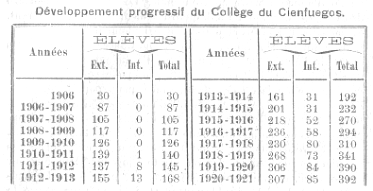 Développement progressif du Collège du Cienfuegos.
Années ÉLÈVES Ext. Int. Total Années ÉLÈVES Ext. Int. Total
1906 30 0 30 1913-1914 161 31 192
1906-1907 87 0 87 1914-1915 201 31 232
1907-1908 105 0 105 1915-1916 218 52 270
1908-1909 117 0 117 1916-1917 236 58 294
1909-1910 126 0 126 1917-1918 230 80 310
1910-1911 139 1 140 1918-1919 268 73 341
1911-1912 137 8 145 1919-1920 306 84 390
1912-1913 155 13 168 1920-1921 307 85 392